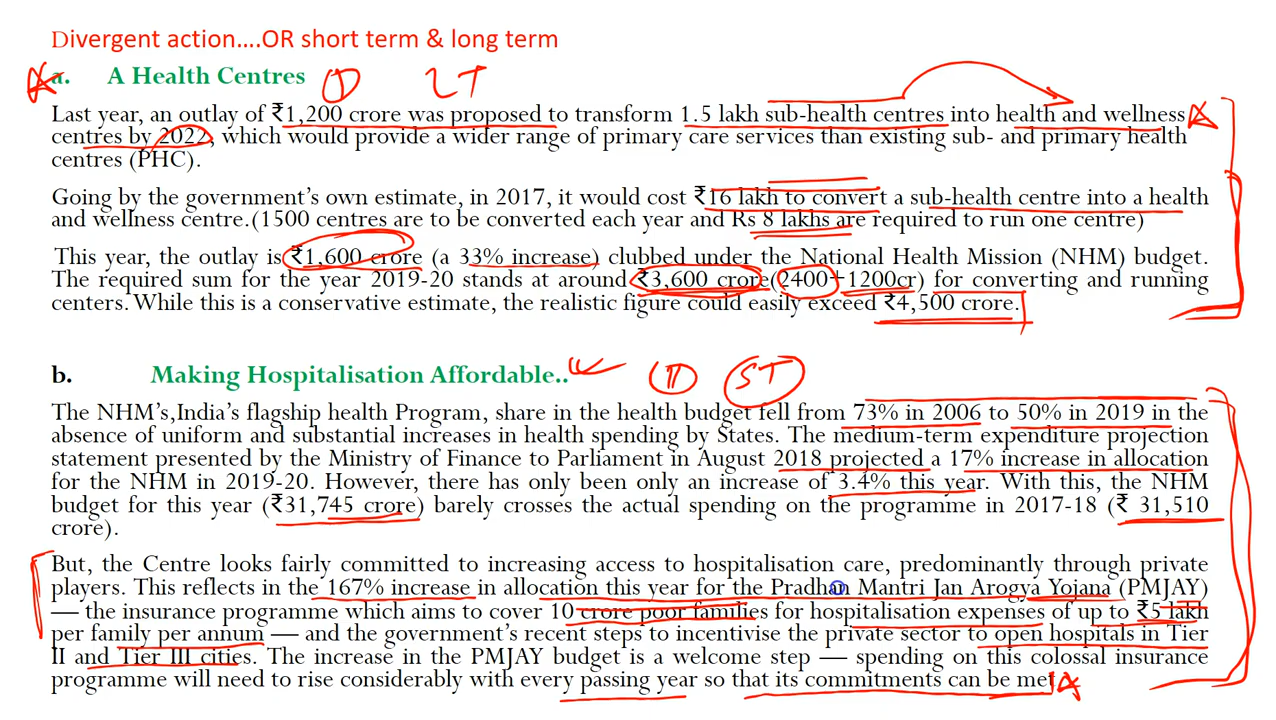 Divergent action....OR short term & long term
a. A Health Centres I LT
Last year, an outlay of ₹1,200 crore was proposed to transform 1.5 lakh sub-health centres into health and wellness
centres by 2022, which would provide a wider range of primary care services than existing sub- and primary health
centres (PHC).
Going by the government's own estimate, in 2017, it would cost ₹16 lakh to convert a sub-health centre into a health
and wellness centre.(1500 centres are to be converted each year and Rs 8 lakhs are required to run one centre)
This year, the outlay is ₹1,600 crore (a 33% increase) clubbed under the National Health Mission (NHM) budget.
The required sum for the year 2019-20 stands at around ₹3,600 crore(2400+1200cr) for converting and running
centers. While this is a conservative estimate, the realistic figure could easily exceed ₹4,500 crore.
b. Making Hospitalisation Affordable.. II ST
The NHM's,India's flagship health Program, share in the health budget fell from 73% in 2006 to 50% in 2019 in the
absence of uniform and substantial increases in health spending by States. The medium-term expenditure projection
statement presented by the Ministry of Finance to Parliament in August 2018 projected a 17% increase in allocation
for the NHM in 2019-20. However, there has only been only an increase of 3.4% this year. With this, the NHM
budget for this year (₹31,745 crore) barely crosses the actual spending on the programme in 2017-18 (₹ 31,510
crore).
But, the Centre looks fairly committed to increasing access to hospitalisation care, predominantly through private
players. This reflects in the 167% increase in allocation this year for the Pradhan Mantri Jan Arogya Yojana (PMJAY)
— the insurance programme which aims to cover 10 crore poor families for hospitalisation expenses of up to ₹5 lakh
per family per annum — and the government's recent steps to incentivise the private sector to open hospitals in Tier
II and Tier III cities. The increase in the PMJAY budget is a welcome step — spending on this colossal insurance
programme will need to rise considerably with every passing year so that its commitments can be met